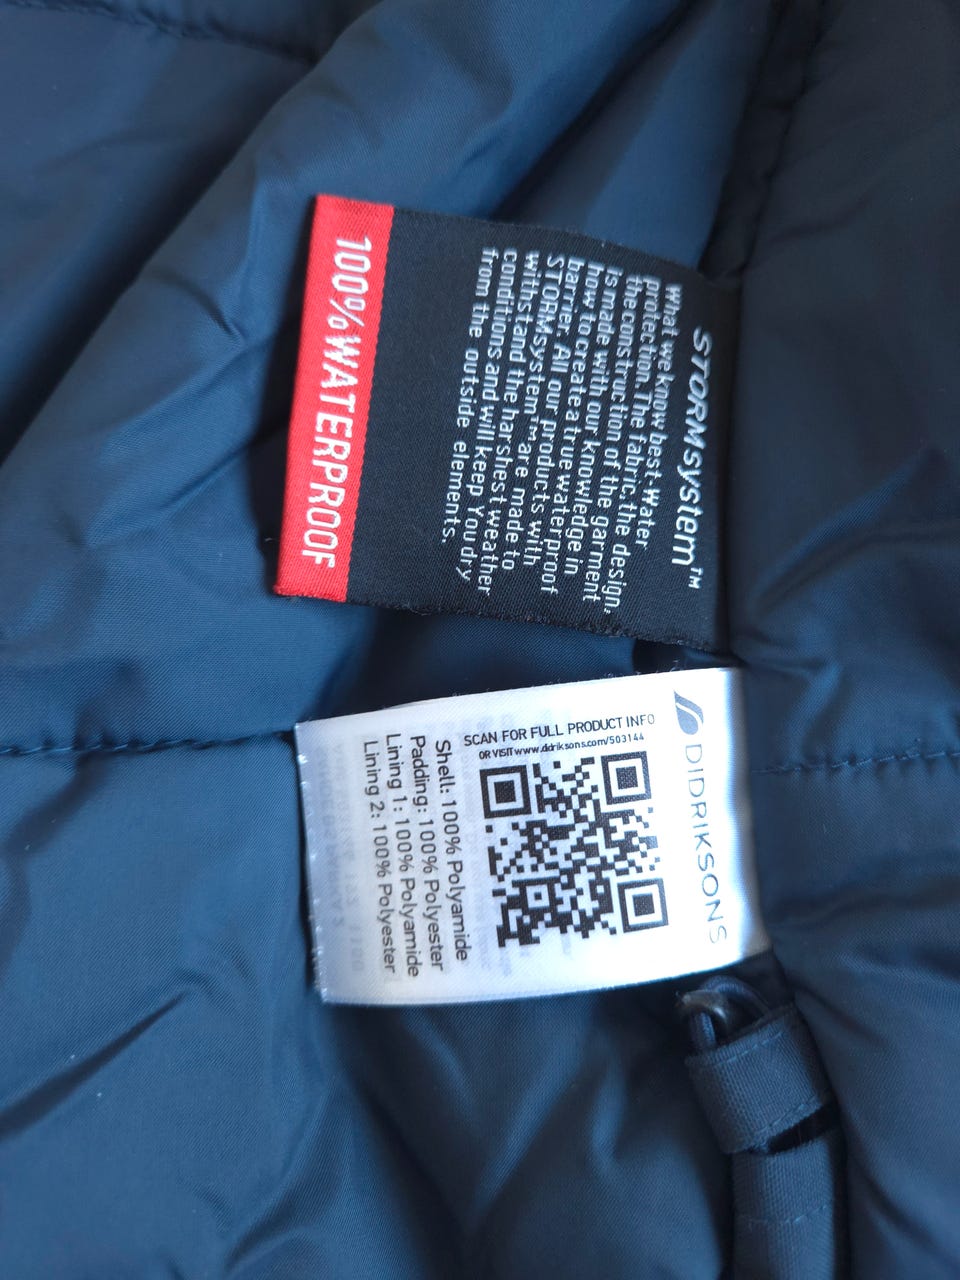 STORMsystem™
What we know best-Water
protection. The fabric, the design,
the construction of the garment
is made with our knowledge in
how to create a true waterproof
barrier. All our products with
STORMsystem™ are made to
withstand the harshest weather
conditions and will keep You dry
from the outside elements.
100% WATERPROOF
DIDRIKSONS
SCAN FOR FULL PRODUCT INFO
OR VISIT www.didriksons.com/503144
Shell: 100% Polyamide
Padding: 100% Polyester
Lining 1: 100% Polyamide
Lining 2: 100% Polyester